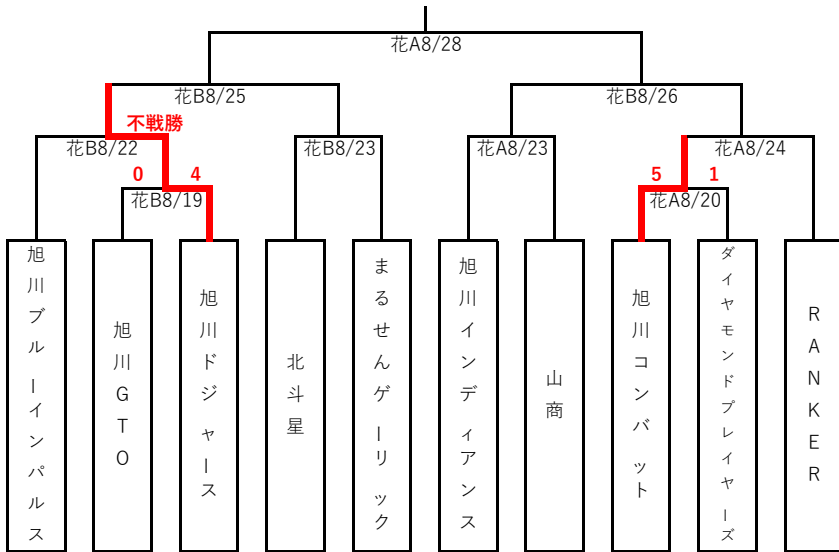 花A8/28
花B8/25
花B8/26
不戦勝
花B8/22
花B8/23
花A8/23
花A8/24
0
4
5
1
花B8/19
花A8/20
旭川ブルーインパルス
旭川GTO
旭川ドジャース
北斗星
まるせんゲーリック
旭川インディアンス
山商
旭川コンバット
ダイヤモンドプレイヤーズ
RANKER